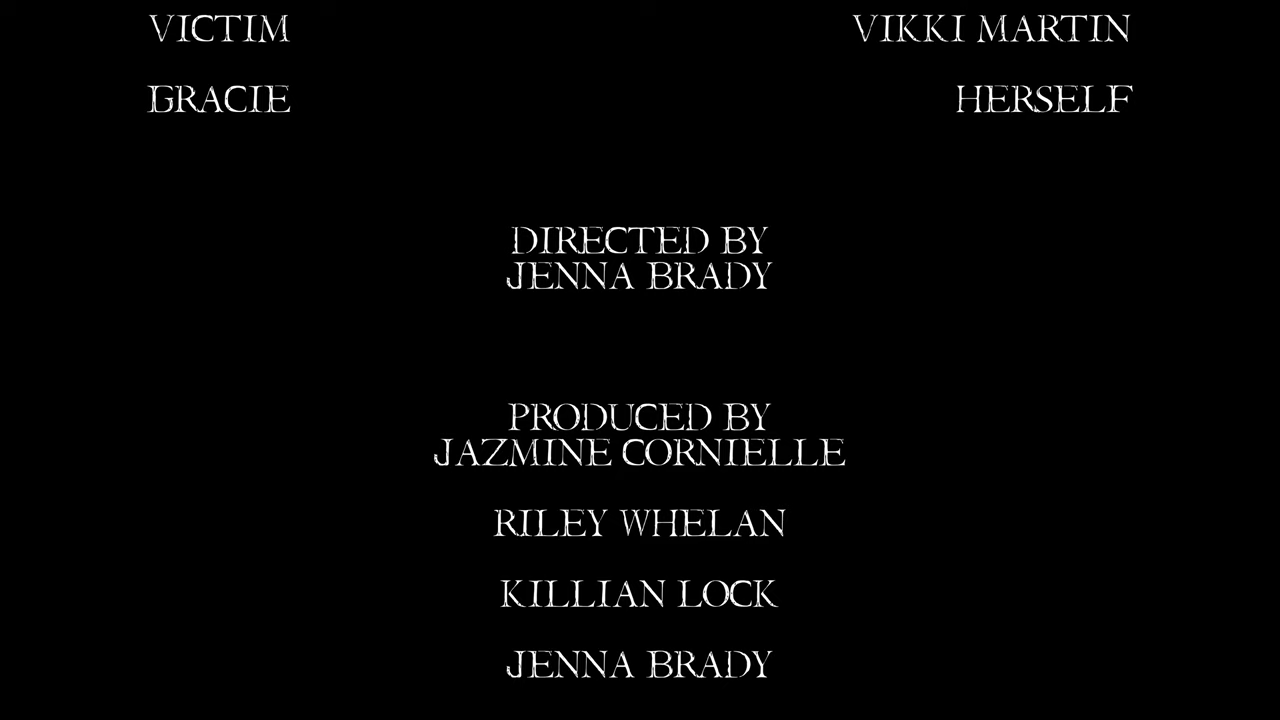 VICTIM VIKKI MARTIN
GRACIE HERSELF
DIRECTED BY
JENNA BRADY
PRODUCED BY
JAZMINE CORNIELLE
RILEY WHELAN
KILLIAN LOCK
JENNA BRADY